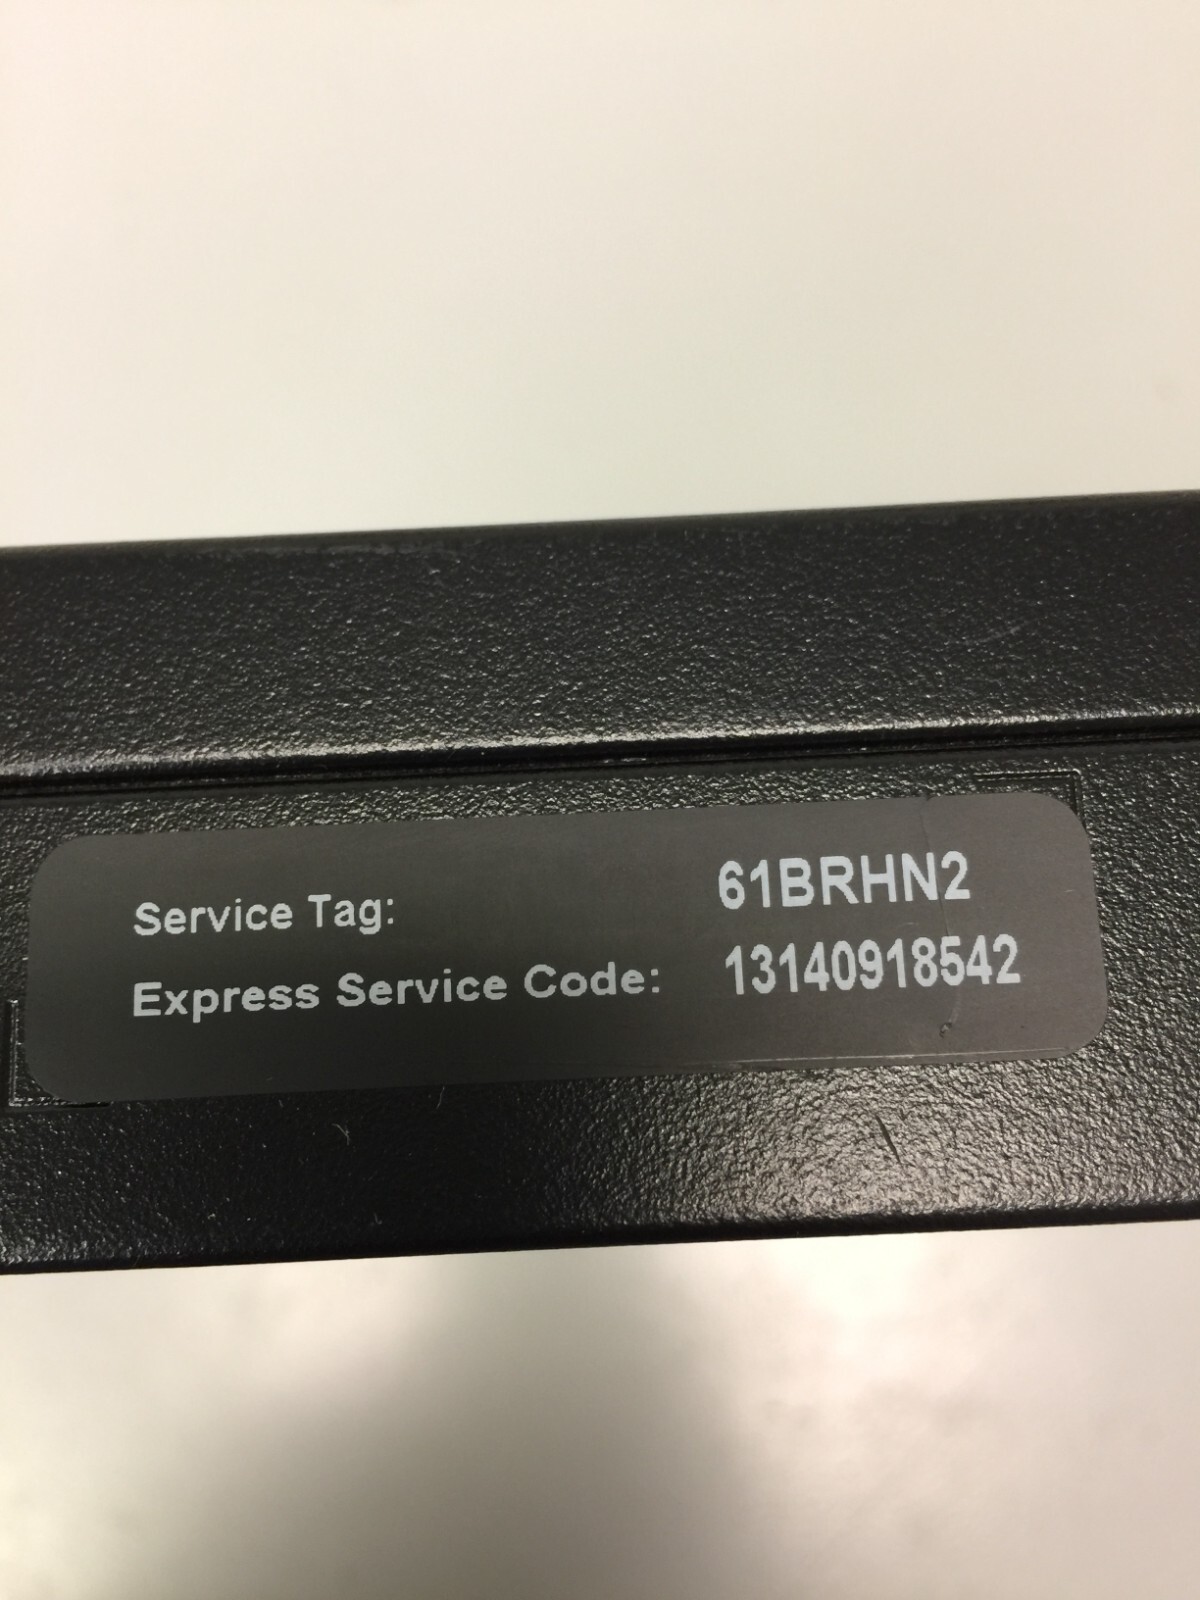 Service Tag: 61BRHN2
Express Service Code: 13140918542